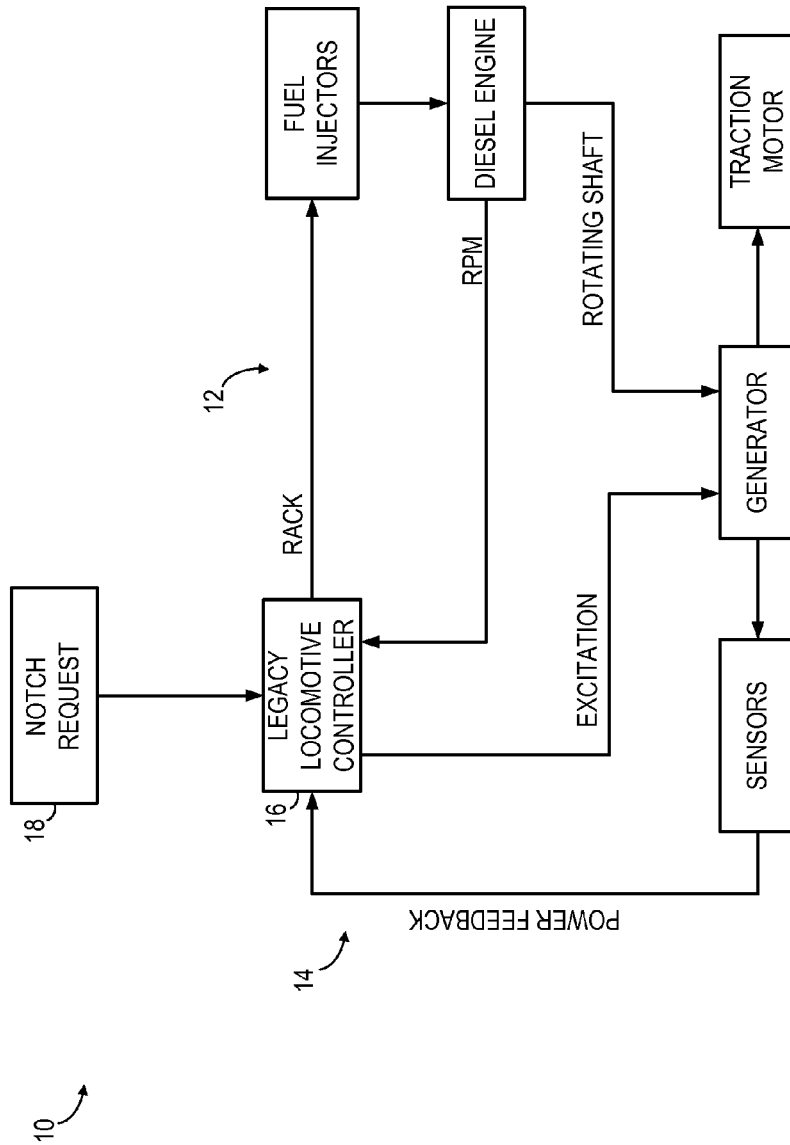 10
18
NOTCH
REQUEST
12
14
16
LEGACY
LOCOMOTIVE
CONTROLLER
RACK
FUEL
INJECTORS
RPM
DIESEL ENGINE
POWER FEEDBACK
EXCITATION
ROTATING SHAFT
SENSORS
GENERATOR
TRACTION
MOTOR